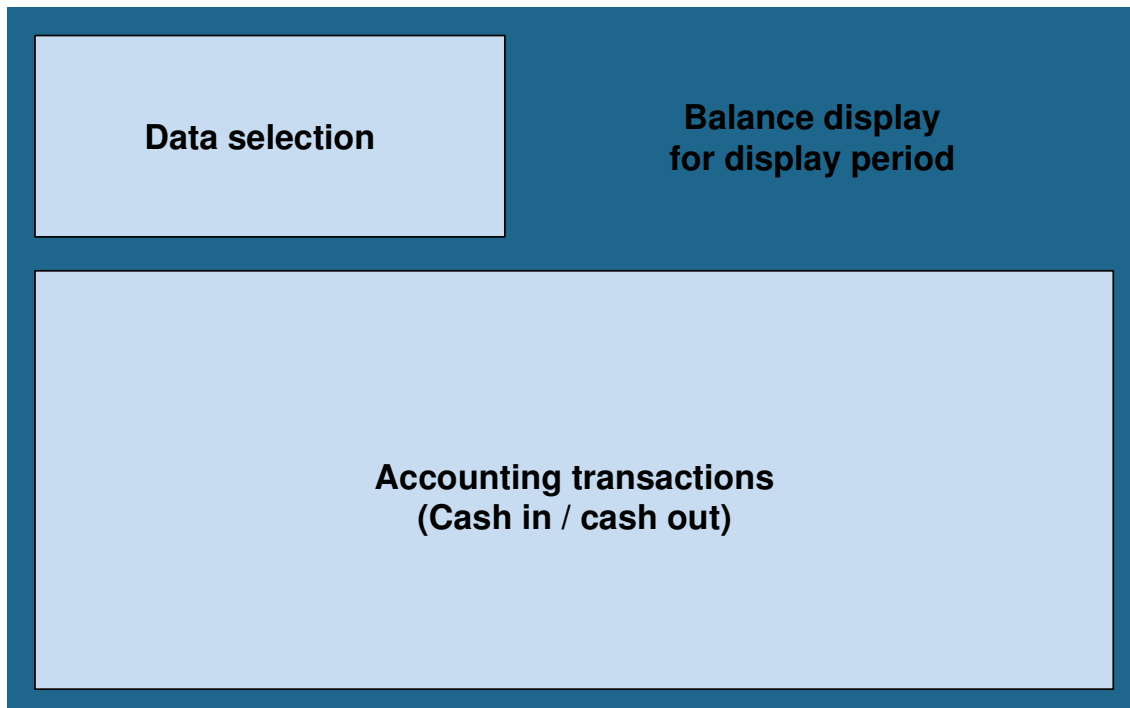 Data selection
Balance display
for display period
Accounting transactions
(Cash in / cash out)